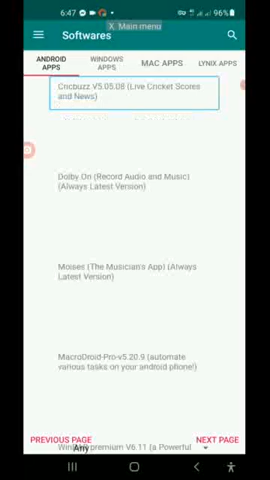 6:47
96%
X Main menu
Softwares
ANDROID APPS
WINDOWS APPS
MAC APPS
LYNIX APPS
Cricbuzz V5.05.08 (Live Cricket Scores
and News)
Dolby On (Record Audio and Music)
(Always Latest Version)
Moises (The Musician's App) (Always
Latest Version)
MacroDroid-Pro-v5.20.9 (automate
various tasks on your android phone!)
PREVIOUS PAGE
NEXT PAGE
Any
premium V6.11 (a Powerful